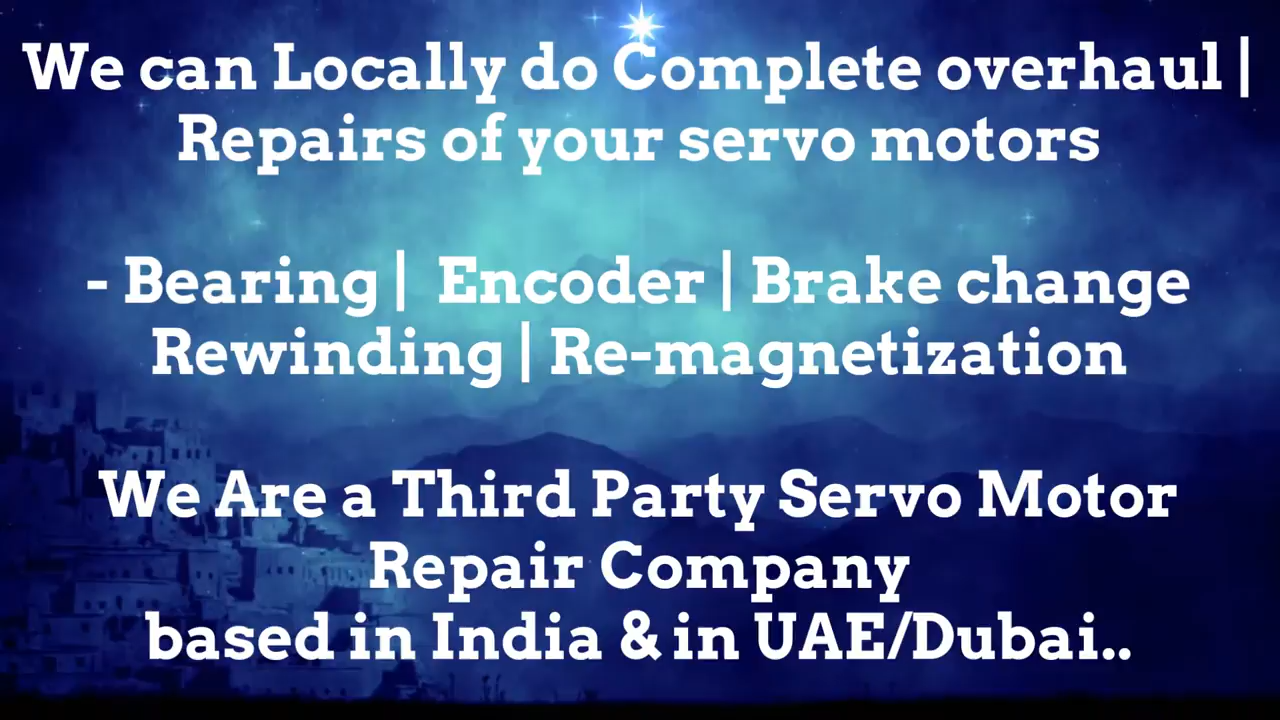 We can Locally do Complete overhaul |
Repairs of your servo motors
- Bearing | Encoder | Brake change
Rewinding | Re-magnetization
We Are a Third Party Servo Motor
Repair Company
based in India & in UAE/Dubai..